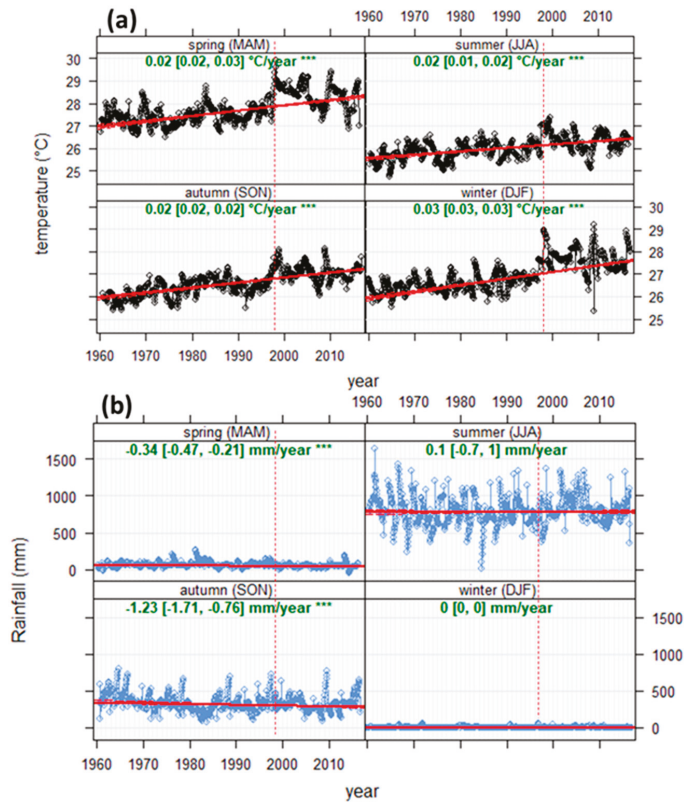 (a)
1960 1970 1980 1990 2000 2010
spring (MAM)
summer (JJA)
0.02 [0.02, 0.03] °C/year ***
0.02 [0.01, 0.02] °C/year ***
30
29
28
27
26
25
temperature (°C)
autumn (SON)
winter (DJF)
0.02 [0.02, 0.02] °C/year ***
0.03 [0.03, 0.03] °C/year ***
30
29
28
27
26
25
1960 1970 1980 1990 2000 2010
year
(b)
1960 1970 1980 1990 2000 2010
spring (MAM)
summer (JJA)
-0.34 [-0.47, -0.21] mm/year ***
0.1 [-0.7, 1] mm/year
1500
1000
500
0
Rainfall (mm)
autumn (SON)
winter (DJF)
-1.23 [-1.71, -0.76] mm/year ***
0 [0, 0] mm/year
1500
1000
500
0
1960 1970 1980 1990 2000 2010
year